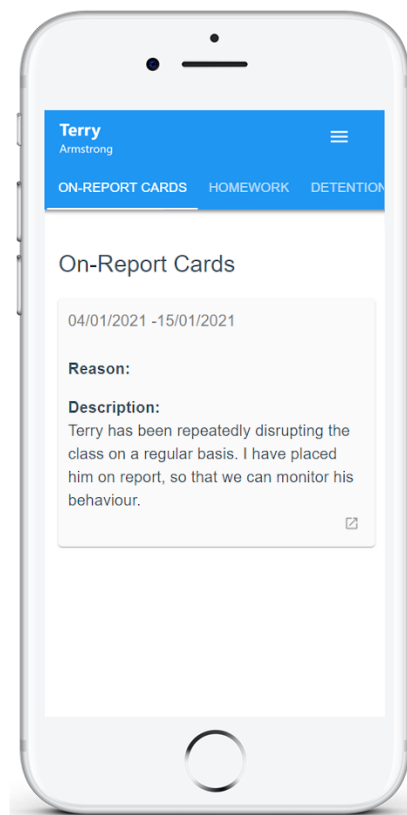 Terry
Armstrong
ON-REPORT CARDS HOMEWORK DETENTION
On-Report Cards
04/01/2021 -15/01/2021
Reason:
Description:
Terry has been repeatedly disrupting the
class on a regular basis. I have placed
him on report, so that we can monitor his
behaviour.